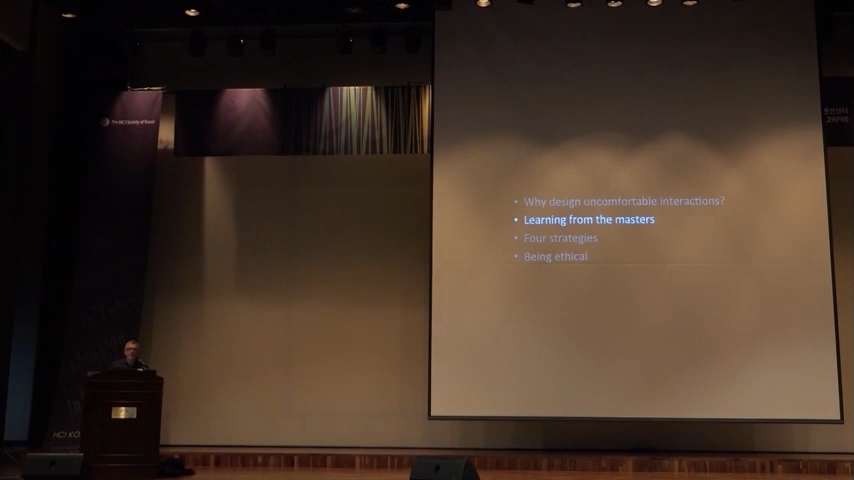 The HCI Society of Korea
• Why design uncomfortable interactions?
• Learning from the masters
• Four strategies
• Being ethical
HCI KO